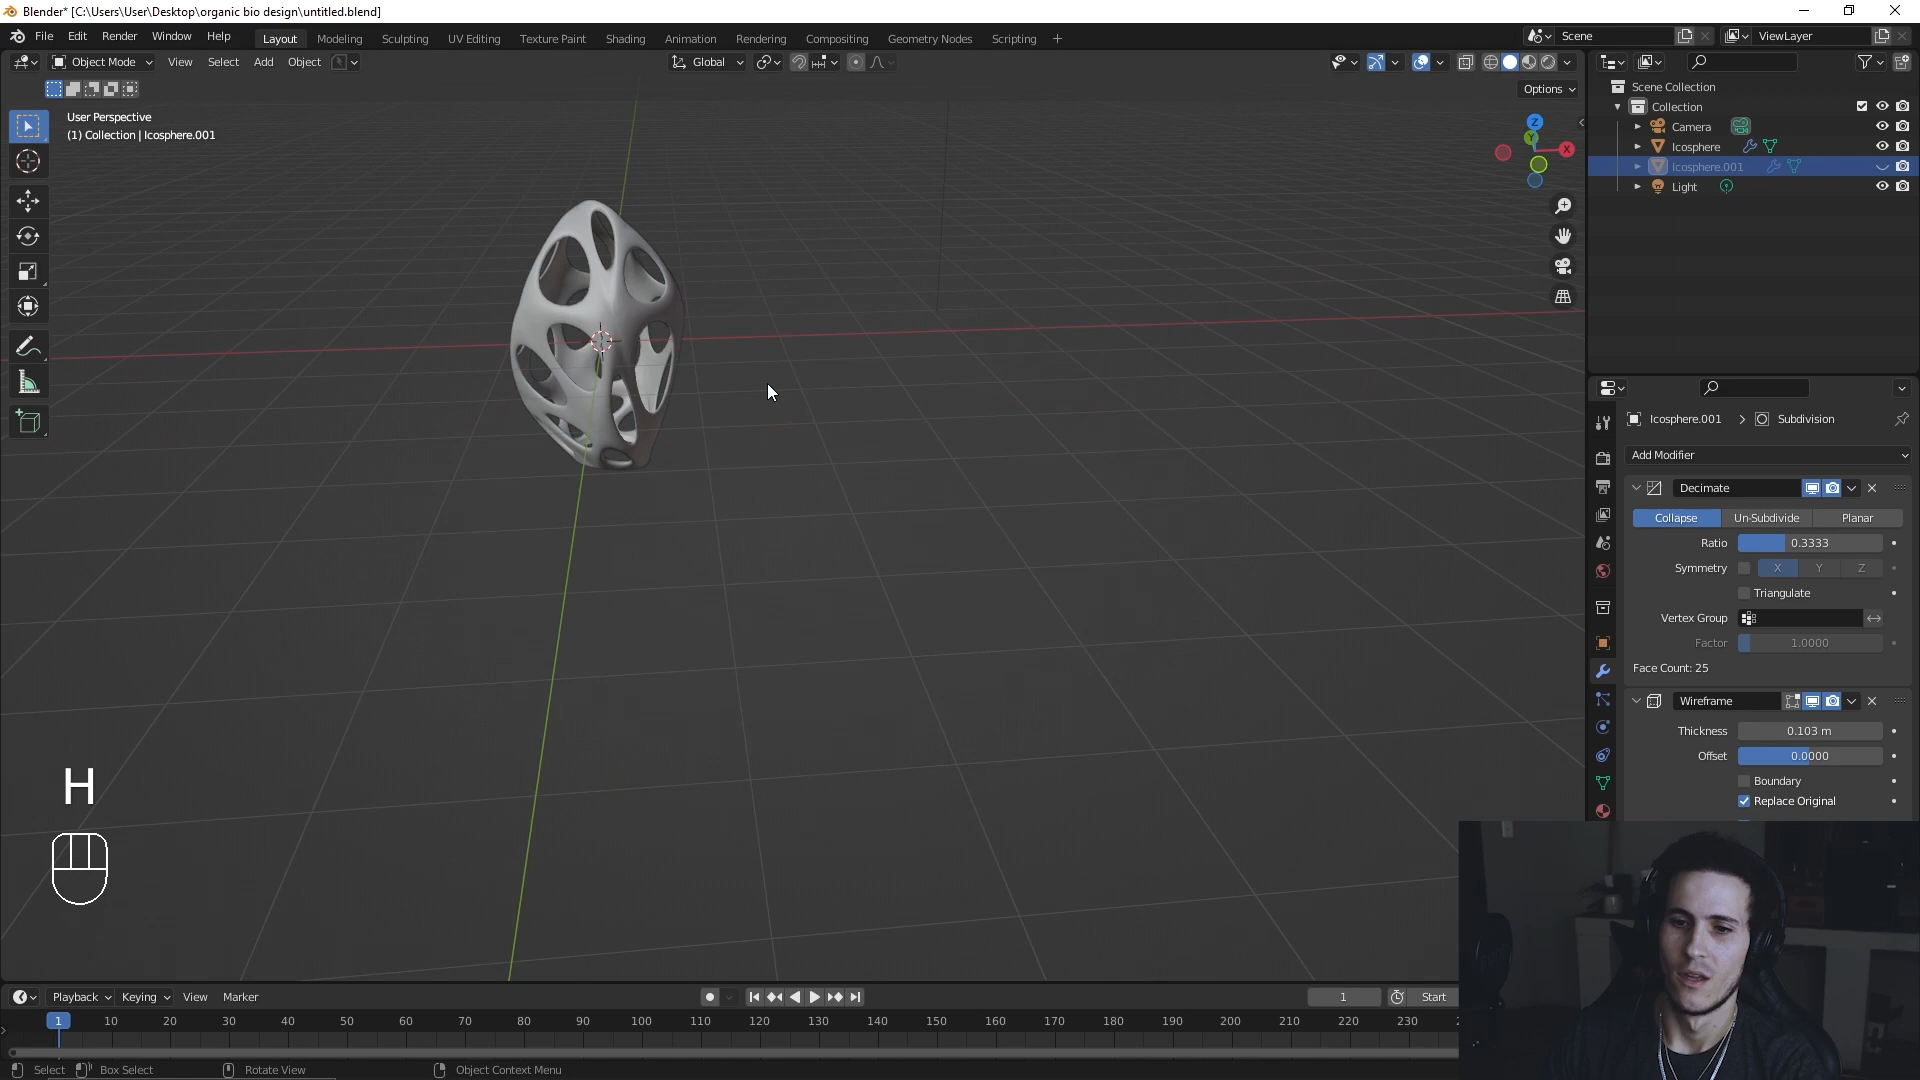 Blender* [C:\Users\User\Desktop\organic bio design\untitled.blend]
File Edit Render Window Help Layout Modeling Sculpting UV Editing Texture Paint Shading Animation Rendering Compositing Geometry Nodes Scripting + Scene ViewLayer
Object Mode View Select Add Object Global
Options
User Perspective
(1) Collection | Icosphere.001
Z
Y
X
Scene Collection
Collection
Camera
Icosphere
Icosphere.001
Light
Icosphere.001 > Subdivision
Add Modifier
Decimate
Collapse Un-Subdivide Planar
Ratio 0.3333
Symmetry X Y Z
Triangulate
Vertex Group
Factor 1.0000
Face Count: 25
Wireframe
Thickness 0.103 m
Offset 0.0000
Boundary
Replace Original
H
Playback Keying View Marker 1 Start
1 10 20 30 40 50 60 70 80 90 100 110 120 130 140 150 160 170 180 190 200 210 220 230
Select Box Select Rotate View Object Context Menu